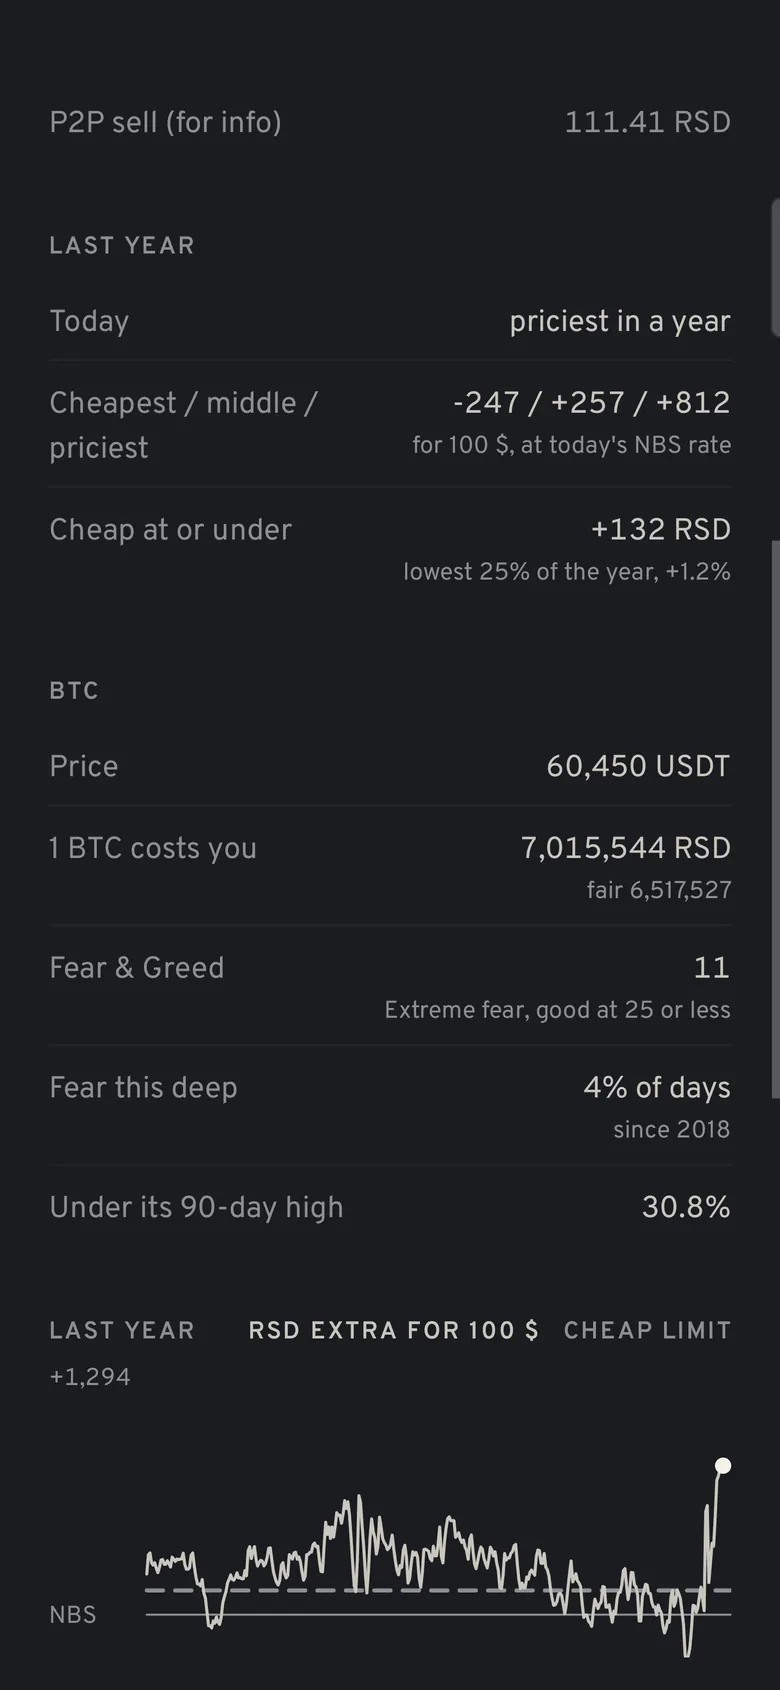 P2P sell (for info) 111.41 RSD
LAST YEAR
Today priciest in a year
Cheapest / middle / priciest -247 / +257 / +812
for 100 $, at today's NBS rate
Cheap at or under +132 RSD
lowest 25% of the year, +1.2%
BTC
Price 60,450 USDT
1 BTC costs you 7,015,544 RSD
fair 6,517,527
Fear & Greed 11
Extreme fear, good at 25 or less
Fear this deep 4% of days
since 2018
Under its 90-day high 30.8%
LAST YEAR RSD EXTRA FOR 100 $ CHEAP LIMIT
+1,294
NBS